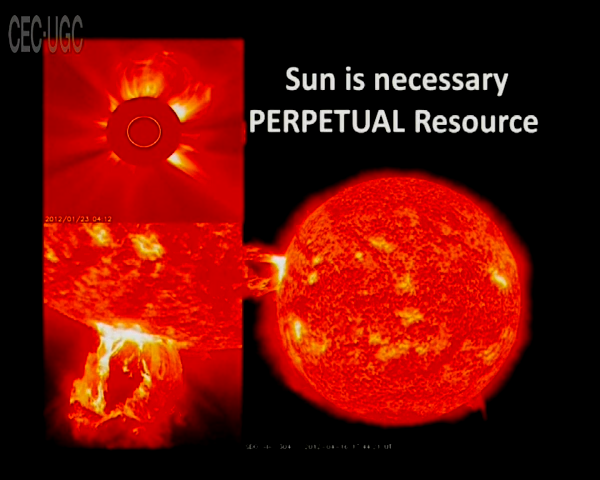 CEC-UGC
Sun is necessary
PERPETUAL Resource
2012/01/23 04:12